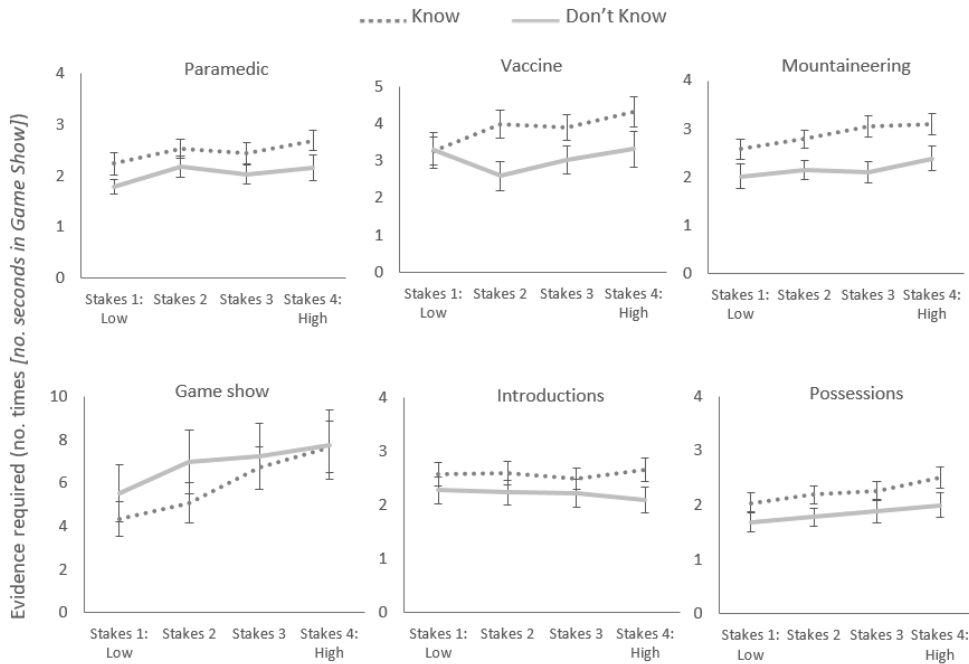 Know Don't Know
Evidence required (no. times [no. seconds in Game Show])
Paramedic
4
3
2
1
0
Stakes 1: Stakes 2 Stakes 3 Stakes 4:
Low High
Vaccine
5
4
3
2
1
0
Stakes 1: Stakes 2 Stakes 3 Stakes 4:
Low High
Mountaineering
4
3
2
1
0
Stakes 1: Stakes 2 Stakes 3 Stakes 4:
Low High
Game show
10
8
6
4
2
0
Stakes 1: Stakes 2 Stakes 3 Stakes 4:
Low High
Introductions
4
3
2
1
0
Stakes 1: Stakes 2 Stakes 3 Stakes 4:
Low High
Possessions
4
3
2
1
0
Stakes 1: Stakes 2 Stakes 3 Stakes 4:
Low High